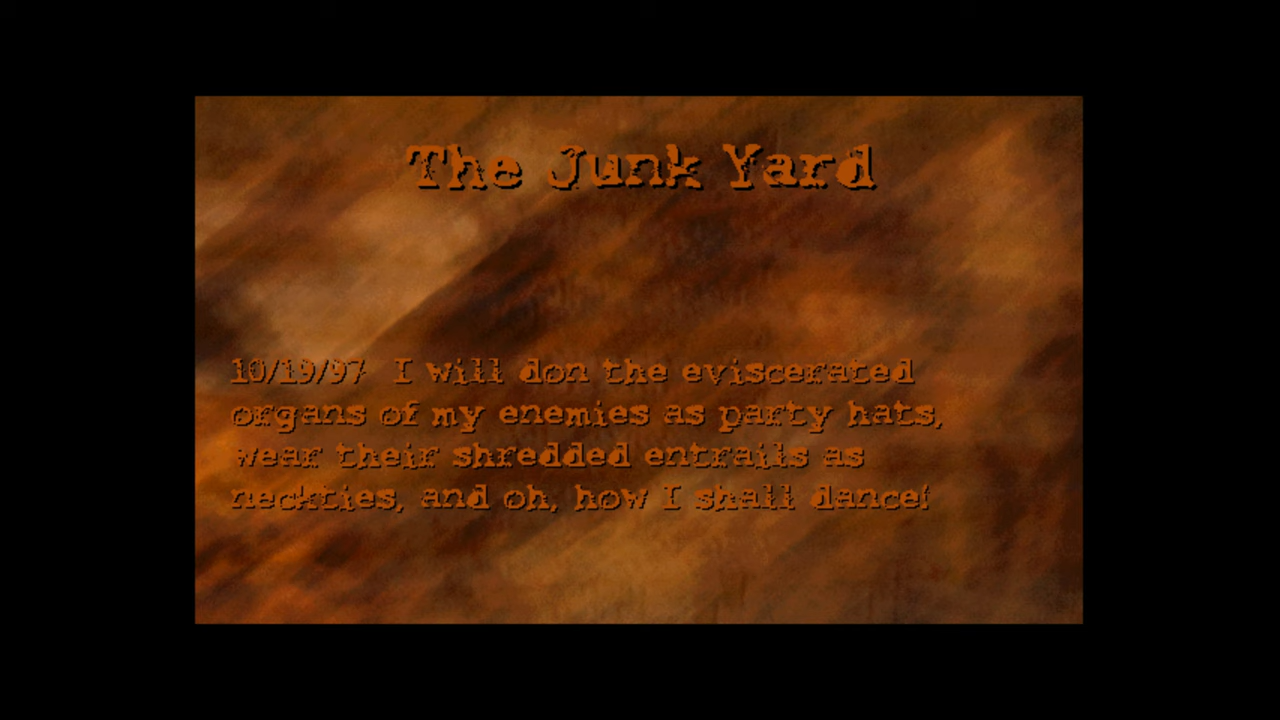 The Junk Yard
10/19/97 I will don the eviscerated
organs of my enemies as party hats,
wear their shredded entrails as
neckties, and oh, how I shall dance!